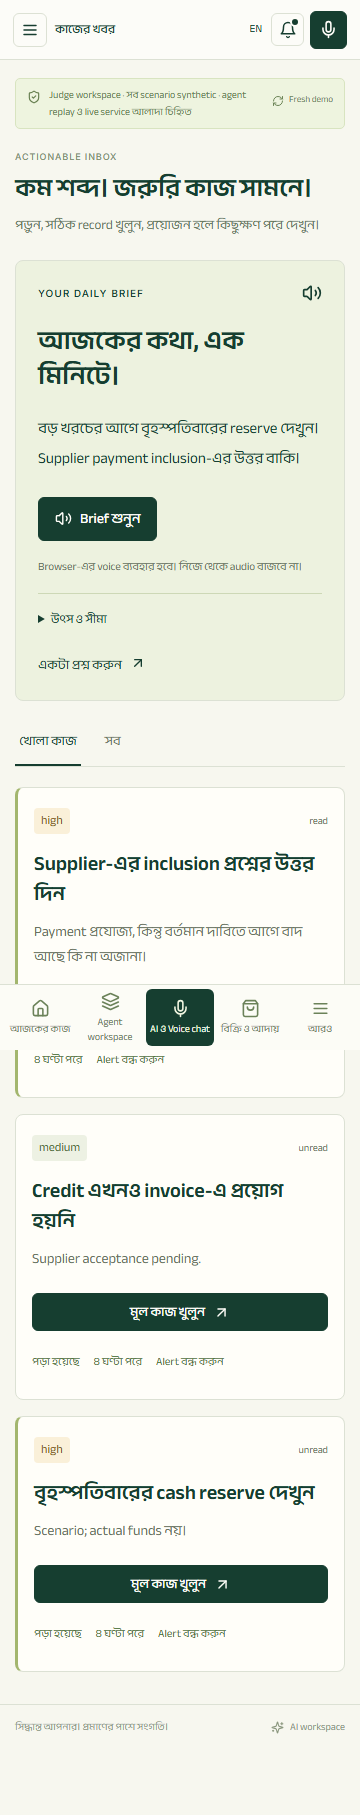 কাজের খবর
EN
Judge workspace · সব scenario synthetic · agent
replay ও live service আলাদা চিহ্নিত
Fresh demo
ACTIONABLE INBOX
কম শব্দ। জরুরি কাজ সামনে।
পড়ুন, সঠিক record খুলুন, প্রয়োজন হলে কিছুক্ষণ পরে দেখুন।
YOUR DAILY BRIEF
আজকের কথা, এক
মিনিটে।
বড় খরচের আগে বৃহস্পতিবারের reserve দেখুন।
Supplier payment inclusion-এর উত্তর বাকি।
Brief শুনুন
Browser-এর voice ব্যবহার হবে। নিজে থেকে audio বাজবে না।
উৎস ও সীমা
একটা প্রশ্ন করুন
খোলা কাজ
সব
high
read
Supplier-এর inclusion প্রশ্নের উত্তর
দিন
Payment প্রযোজ্য, কিন্তু বর্তমান দাবিতে আগে বাদ
আছে কি না অজানা।
আজকের কাজ
Agent
workspace
AI ও Voice chat
বিক্রি ও আদায়
আরও
৪ ঘণ্টা পরে
Alert বন্ধ করুন
medium
unread
Credit এখনও invoice-এ প্রয়োগ
হয়নি
Supplier acceptance pending.
মূল কাজ খুলুন
পড়া হয়েছে
৪ ঘণ্টা পরে
Alert বন্ধ করুন
high
unread
বৃহস্পতিবারের cash reserve দেখুন
Scenario; actual funds নয়।
মূল কাজ খুলুন
পড়া হয়েছে
৪ ঘণ্টা পরে
Alert বন্ধ করুন
সিদ্ধান্ত আপনার। প্রমাণের পাশে সংগতি।
AI workspace